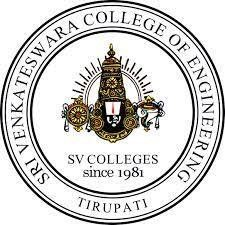 SRI VENKATESWARA COLLEGE OF ENGINEERING
SV COLLEGES
since 1981
TIRUPATI